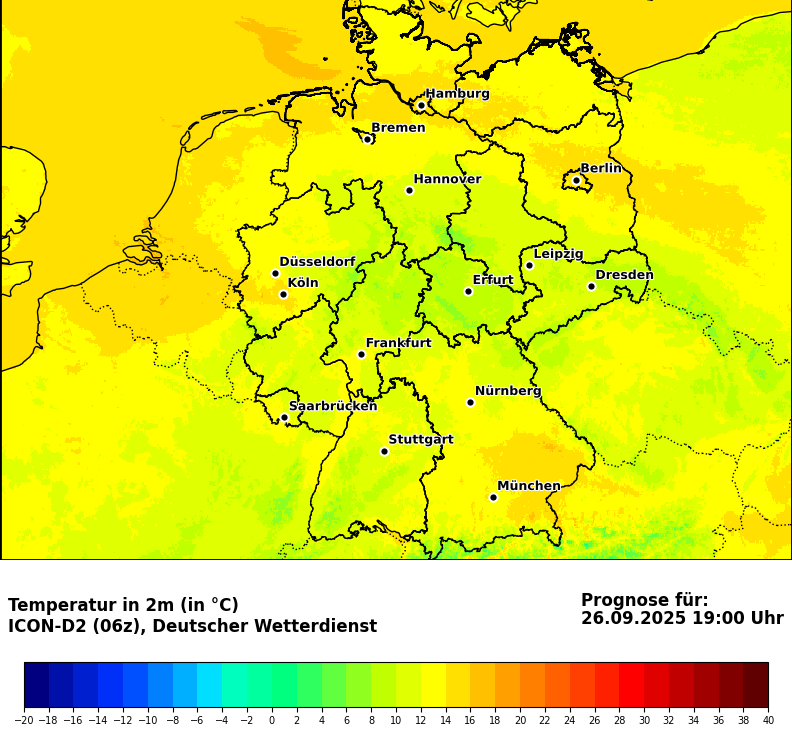 Hamburg
Bremen
Berlin
Hannover
Leipzig
Düsseldorf
Dresden
Köln
Erfurt
Frankfurt
Nürnberg
Saarbrücken
Stuttgart
München
Temperatur in 2m (in °C)
ICON-D2 (06z), Deutscher Wetterdienst
Prognose für:
26.09.2025 19:00 Uhr
−20 −18 −16 −14 −12 −10 −8 −6 −4 −2 0 2 4 6 8 10 12 14 16 18 20 22 24 26 28 30 32 34 36 38 40